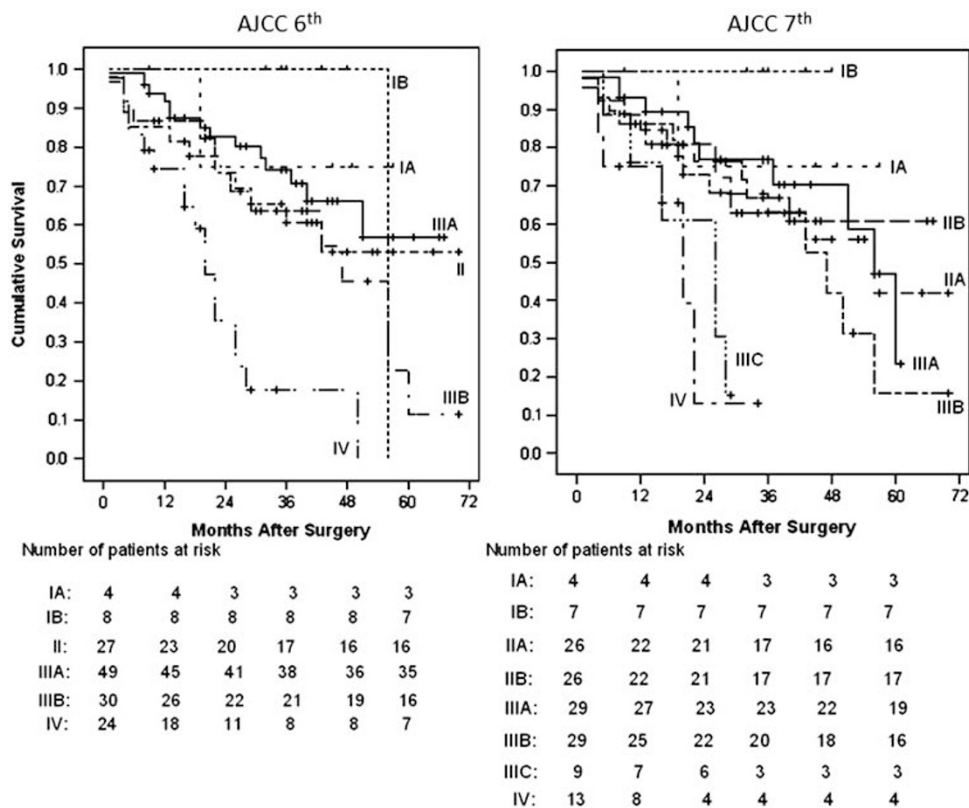 AJCC 6th
AJCC 7th
Cumulative Survival
1.0
0.9
0.8
0.7
0.6
0.5
0.4
0.3
0.2
0.1
0.0
IB
IA
IIIA
II
IIIB
IV
0 12 24 36 48 60 72
Months After Surgery
1.0
0.9
0.8
0.7
0.6
0.5
0.4
0.3
0.2
0.1
0.0
IB
IA
IIB
IIA
IIIC
IIIA
IV
IIIB
0 12 24 36 48 60 72
Months After Surgery
Number of patients at risk
IA: 4 4 3 3 3 3
IB: 8 8 8 8 8 7
II: 27 23 20 17 16 16
IIIA: 49 45 41 38 36 35
IIIB: 30 26 22 21 19 16
IV: 24 18 11 8 8 7
Number of patients at risk
IA: 4 4 4 3 3 3
IB: 7 7 7 7 7 7
IIA: 26 22 21 17 16 16
IIB: 26 22 21 17 17 17
IIIA: 29 27 23 23 22 19
IIIB: 29 25 22 20 18 16
IIIC: 9 7 6 3 3 3
IV: 13 8 4 4 4 4